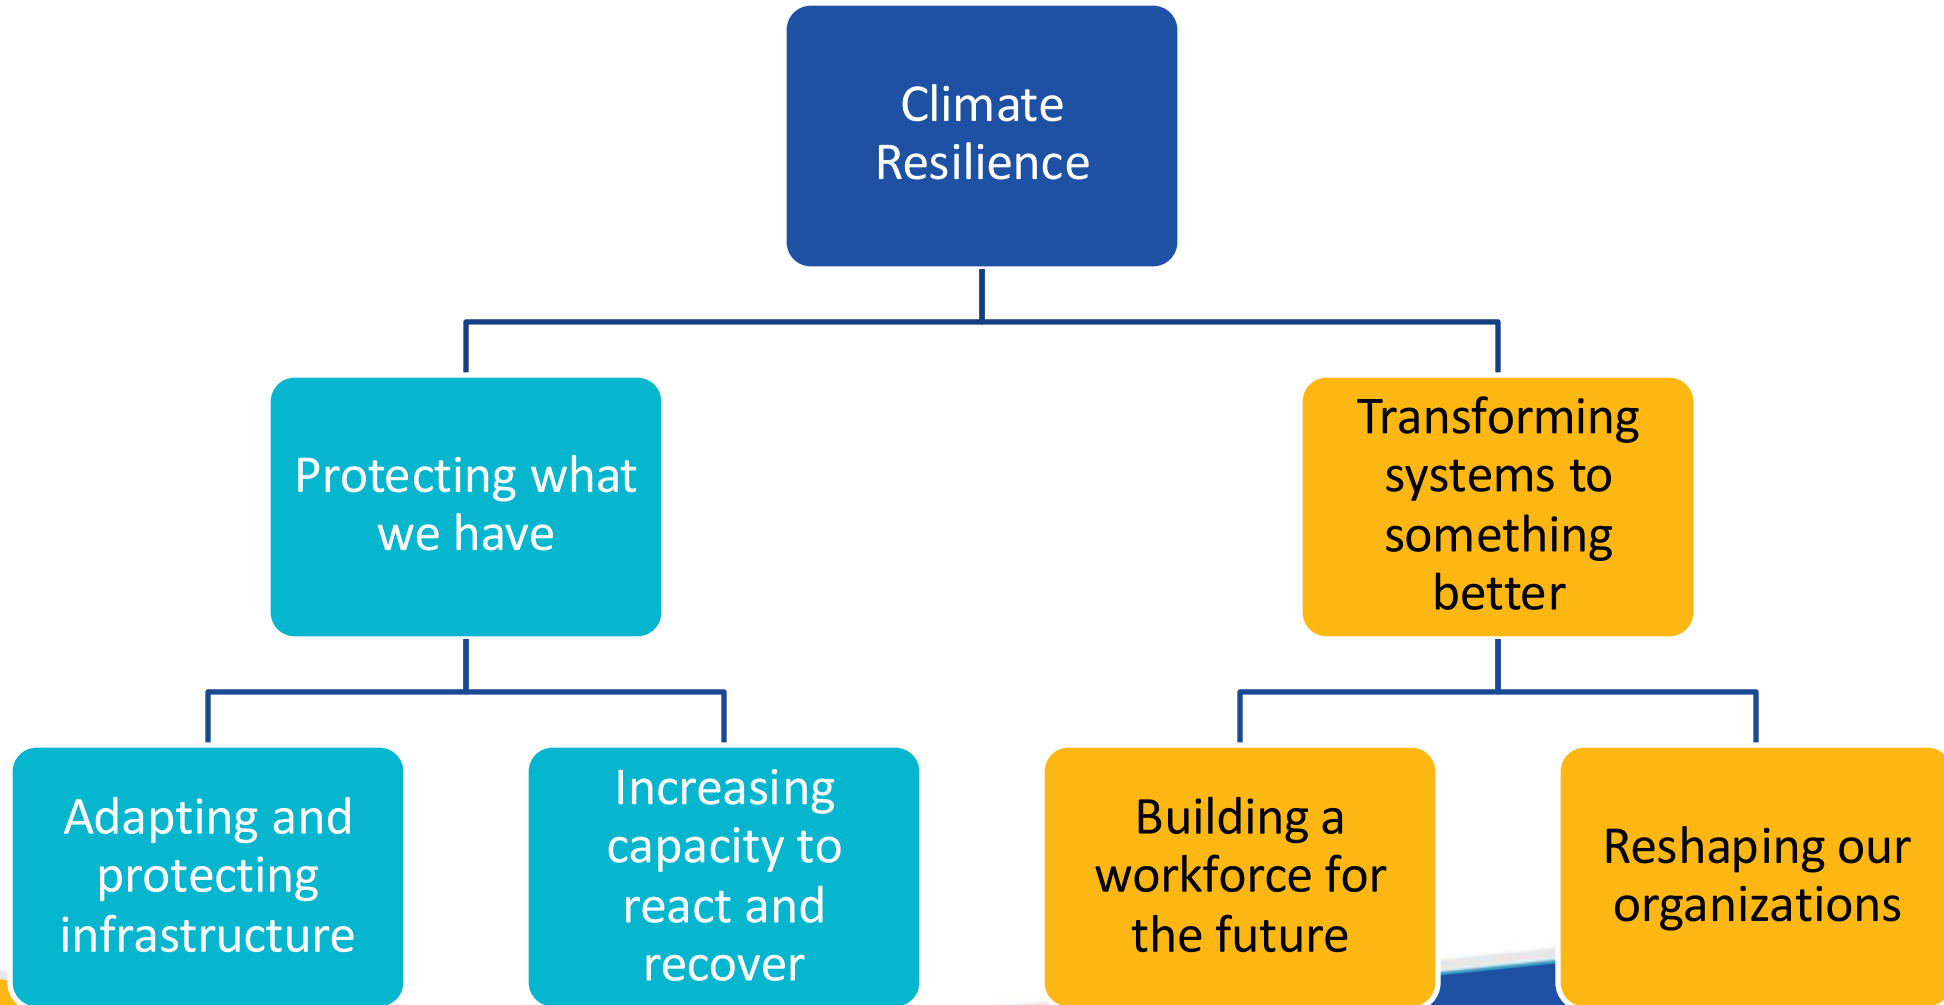 Climate
Resilience
Protecting what
we have
Transforming
systems to
something
better
Adapting and
protecting
infrastructure
Increasing
capacity to
react and
recover
Building a
workforce for
the future
Reshaping our
organizations